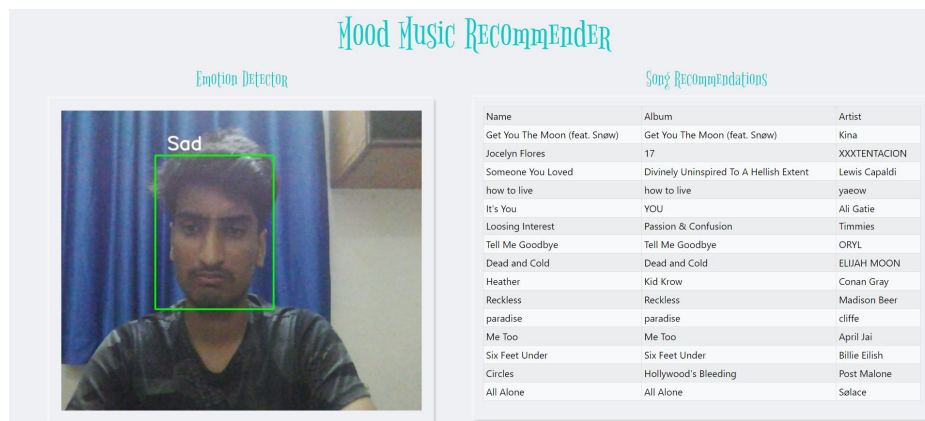 Mood Music Recommender
Emotion Detector
Sad
Song Recommendations
Name Album Artist
Get You The Moon (feat. Snøw) Get You The Moon (feat. Snøw) Kina
Jocelyn Flores 17 XXXTENTACION
Someone You Loved Divinely Uninspired To A Hellish Extent Lewis Capaldi
how to live how to live yaeow
It's You YOU Ali Gatie
Loosing Interest Passion & Confusion Timmies
Tell Me Goodbye Tell Me Goodbye ORYL
Dead and Cold Dead and Cold ELIJAH MOON
Heather Kid Krow Conan Gray
Reckless Reckless Madison Beer
paradise paradise cliffe
Me Too Me Too April Jai
Six Feet Under Six Feet Under Billie Eilish
Circles Hollywood's Bleeding Post Malone
All Alone All Alone Sølace